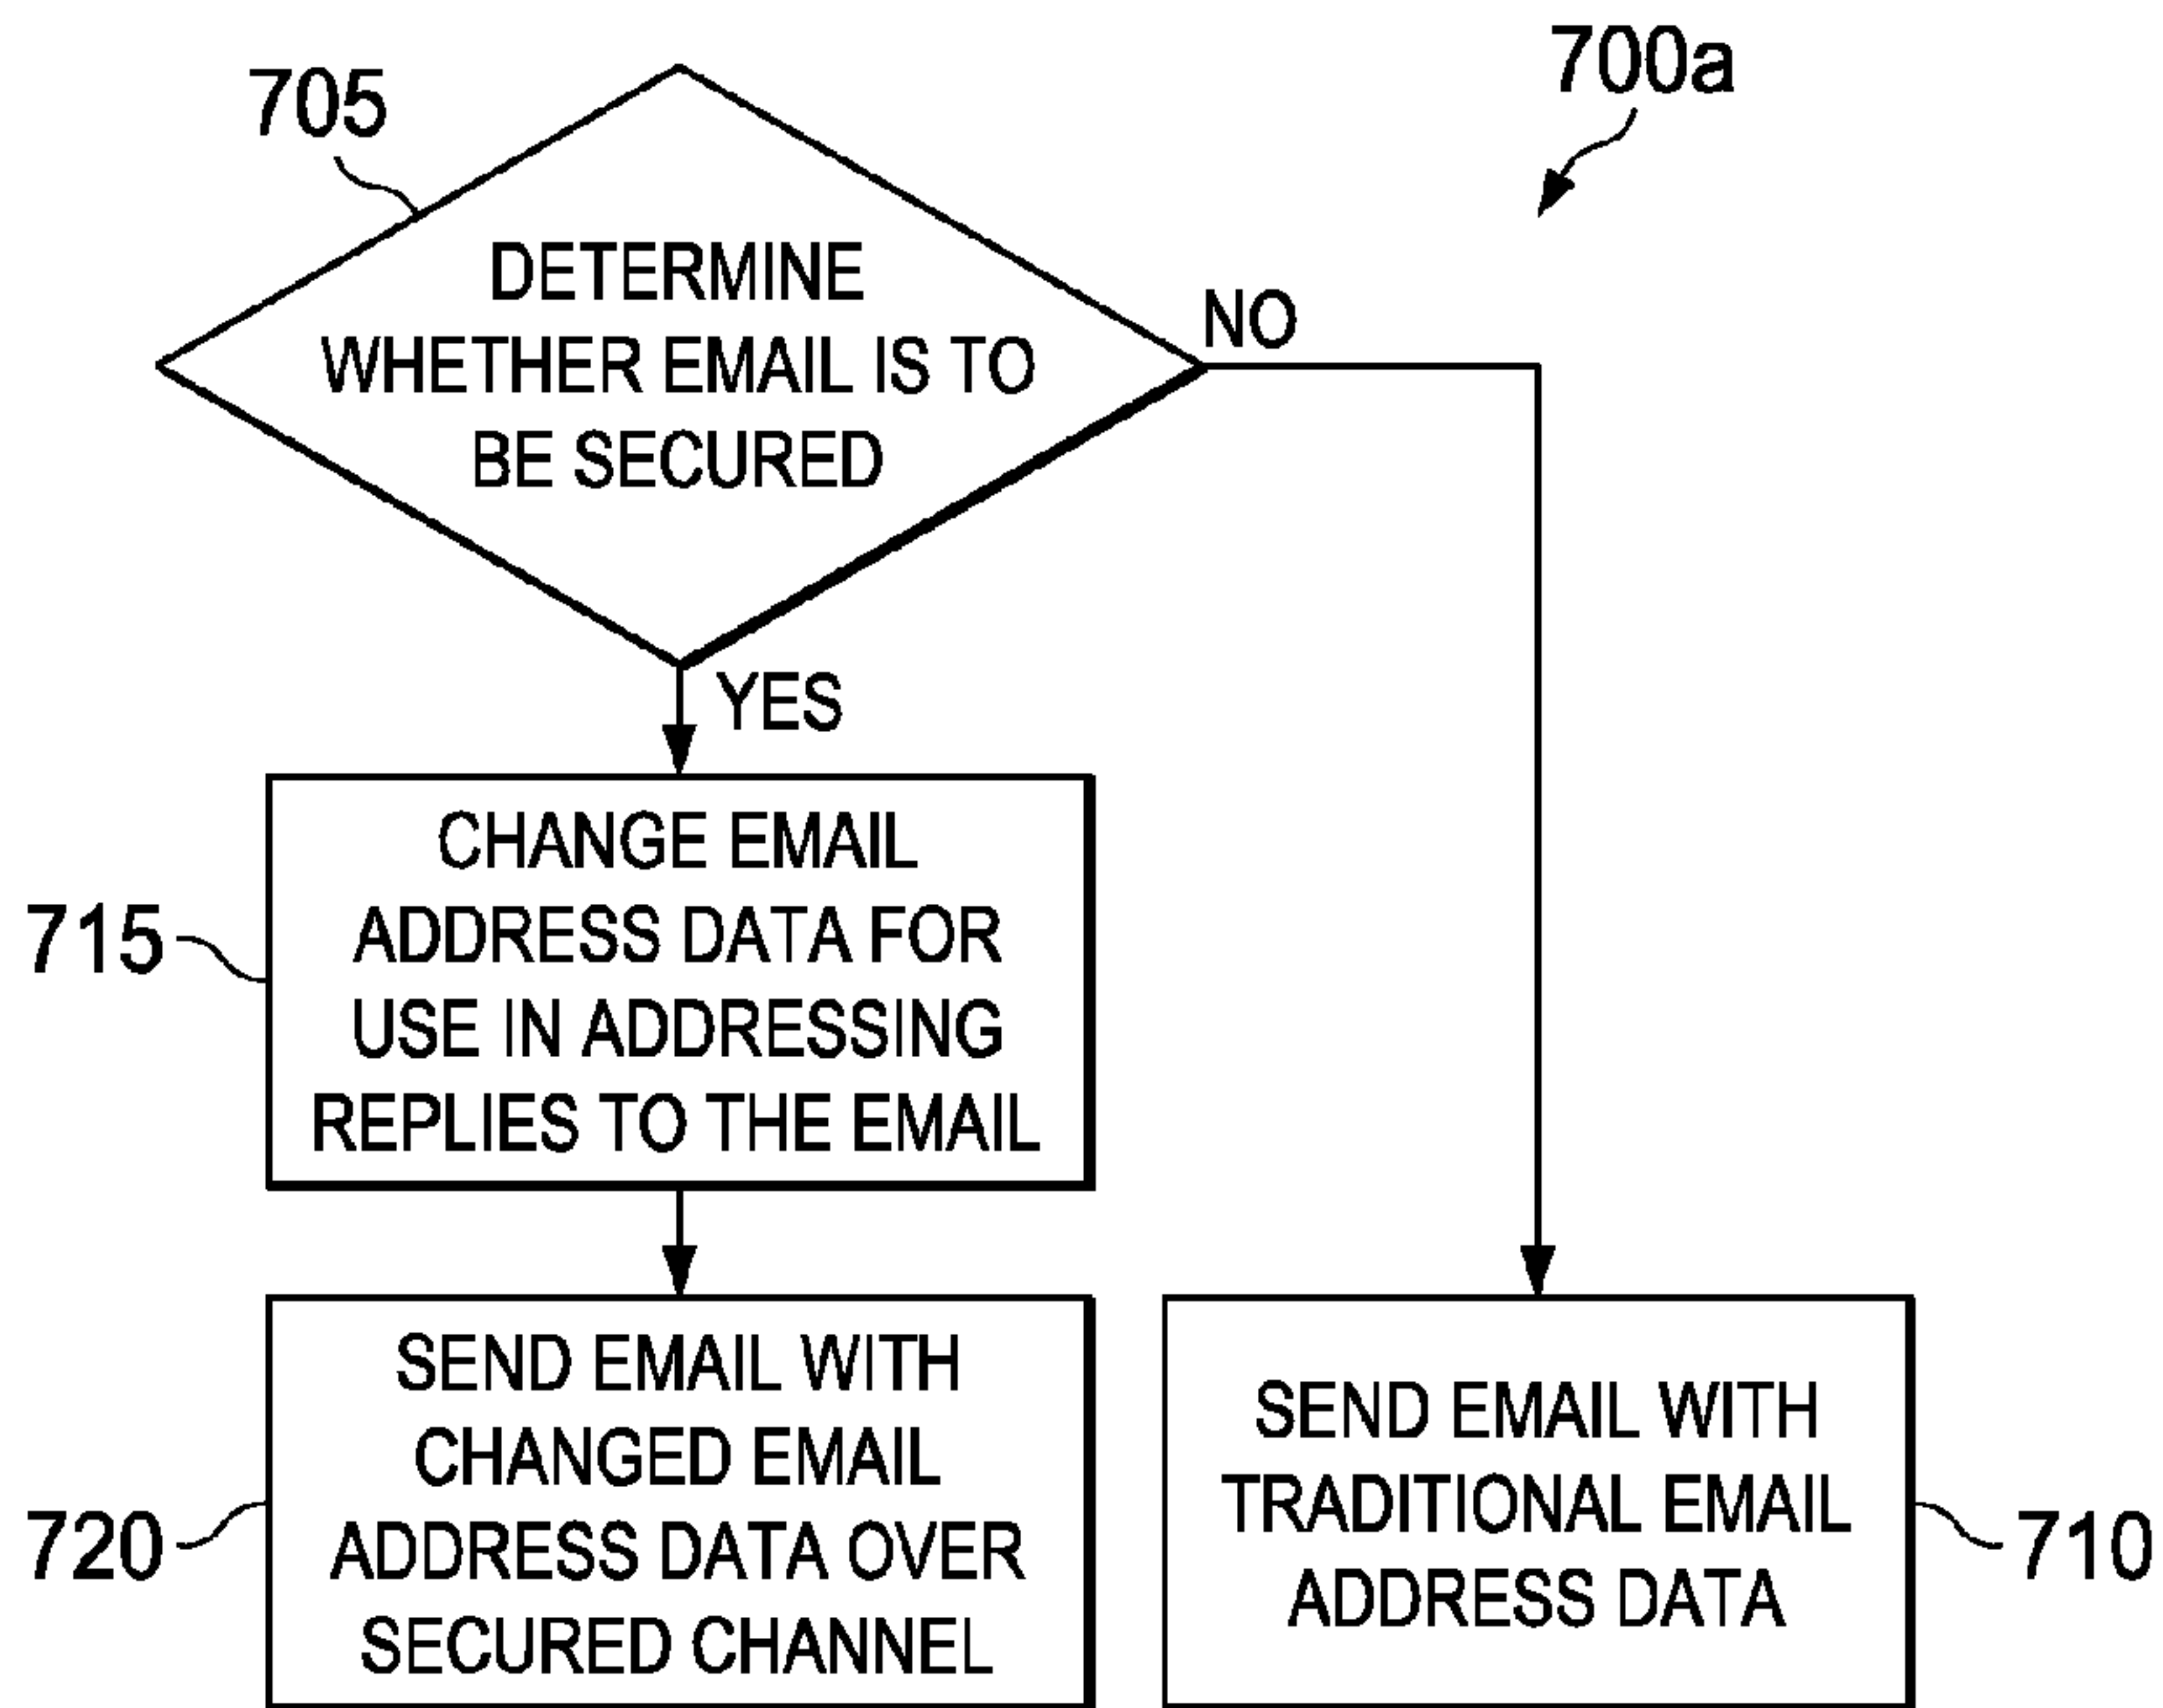 700a
705
DETERMINE
WHETHER EMAIL IS TO
BE SECURED
NO
YES
CHANGE EMAIL
ADDRESS DATA FOR
USE IN ADDRESSING
REPLIES TO THE EMAIL
715
SEND EMAIL WITH
CHANGED EMAIL
ADDRESS DATA OVER
SECURED CHANNEL
720
SEND EMAIL WITH
TRADITIONAL EMAIL
ADDRESS DATA
710